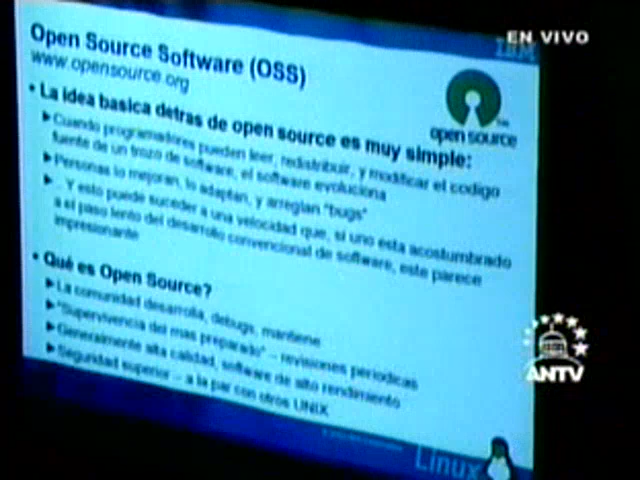 EN VIVO
IBM
Open Source Software (OSS)
www.opensource.org
open source
• La idea basica detras de open source es muy simple:
Cuando programadores pueden leer, redistribuir, y modificar el codigo
fuente de un trozo de software, el software evoluciona
Personas lo mejoran, lo adaptan, y arreglan "bugs"
Y esto puede suceder a una velocidad que, si uno esta acostumbrado
a el paso lento del desarrollo convencional de software, este parece
impresionante
• Qué es Open Source?
La comunidad desarrolla, debugs, mantiene
"Supervivencia del mas preparado" – revisiones periodicas
Generalmente alta calidad, software de alto rendimiento
Seguridad superior – a la par con otros UNIX
ANTV
Linux